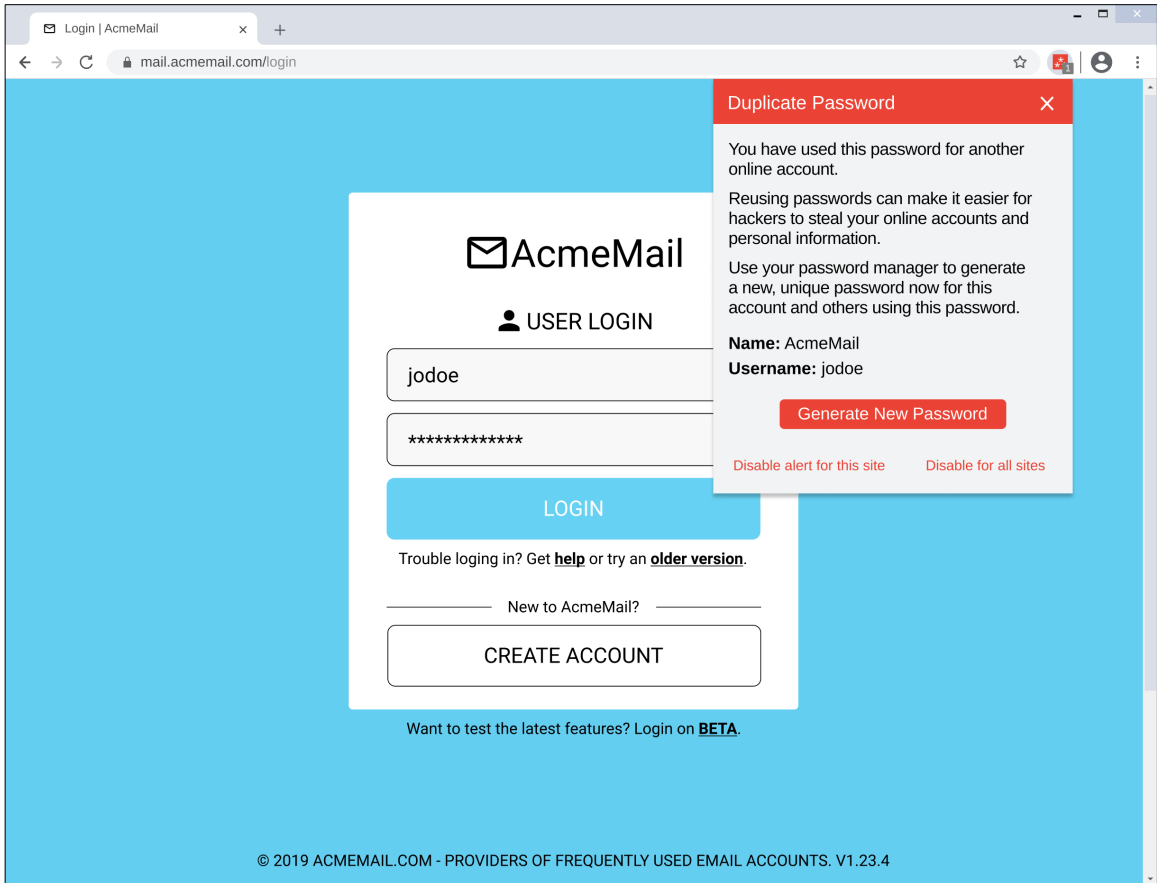 Login | AcmeMail
mail.acmemail.com/login
1
Duplicate Password
You have used this password for another
online account.
Reusing passwords can make it easier for
hackers to steal your online accounts and
personal information.
Use your password manager to generate
a new, unique password now for this
account and others using this password.
Name: AcmeMail
Username: jodoe
Generate New Password
Disable alert for this site Disable for all sites
AcmeMail
USER LOGIN
jodoe
*************
LOGIN
Trouble loging in? Get help or try an older version.
New to AcmeMail?
CREATE ACCOUNT
Want to test the latest features? Login on BETA.
© 2019 ACMEMAIL.COM - PROVIDERS OF FREQUENTLY USED EMAIL ACCOUNTS. V1.23.4